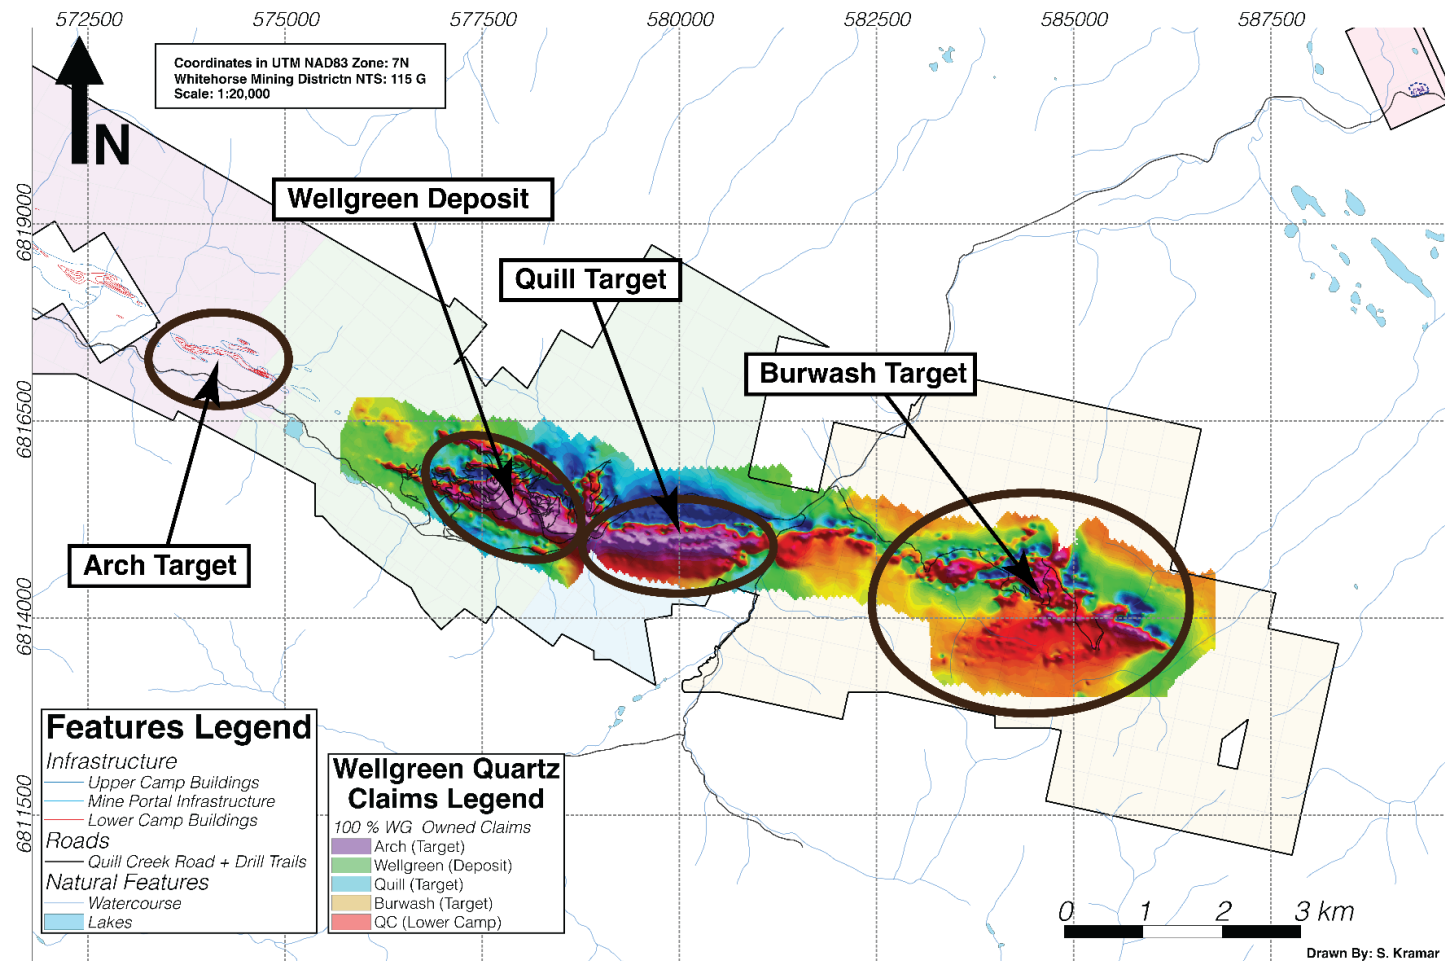 572500 575000 577500 580000 582500 585000 587500
Coordinates in UTM NAD83 Zone: 7N
Whitehorse Mining Districtn NTS: 115 G
Scale: 1:20,000
N
6819000
6816500
6814000
6811500
Wellgreen Deposit
Quill Target
Burwash Target
Arch Target
Features Legend
Infrastructure
Upper Camp Buildings
Mine Portal Infrastructure
Lower Camp Buildings
Roads
Quill Creek Road + Drill Trails
Natural Features
Watercourse
Lakes
Wellgreen Quartz
Claims Legend
100 % WG Owned Claims
Arch (Target)
Wellgreen (Deposit)
Quill (Target)
Burwash (Target)
QC (Lower Camp)
0 1 2 3 km
Drawn By: S. Kramar